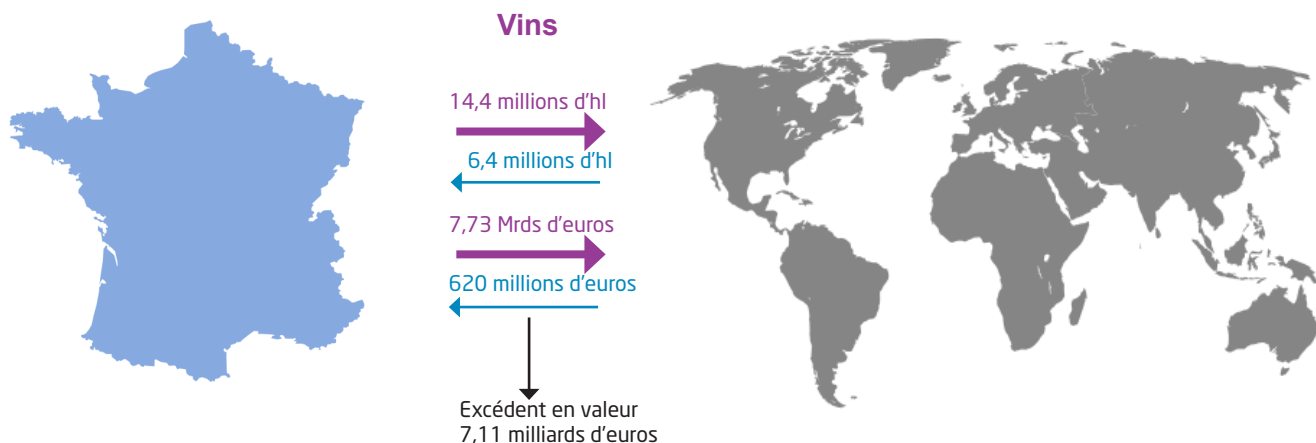 Vins
14,4 millions d'hl
6,4 millions d'hl
7,73 Mrds d'euros
620 millions d'euros
Excédent en valeur
7,11 milliards d'euros